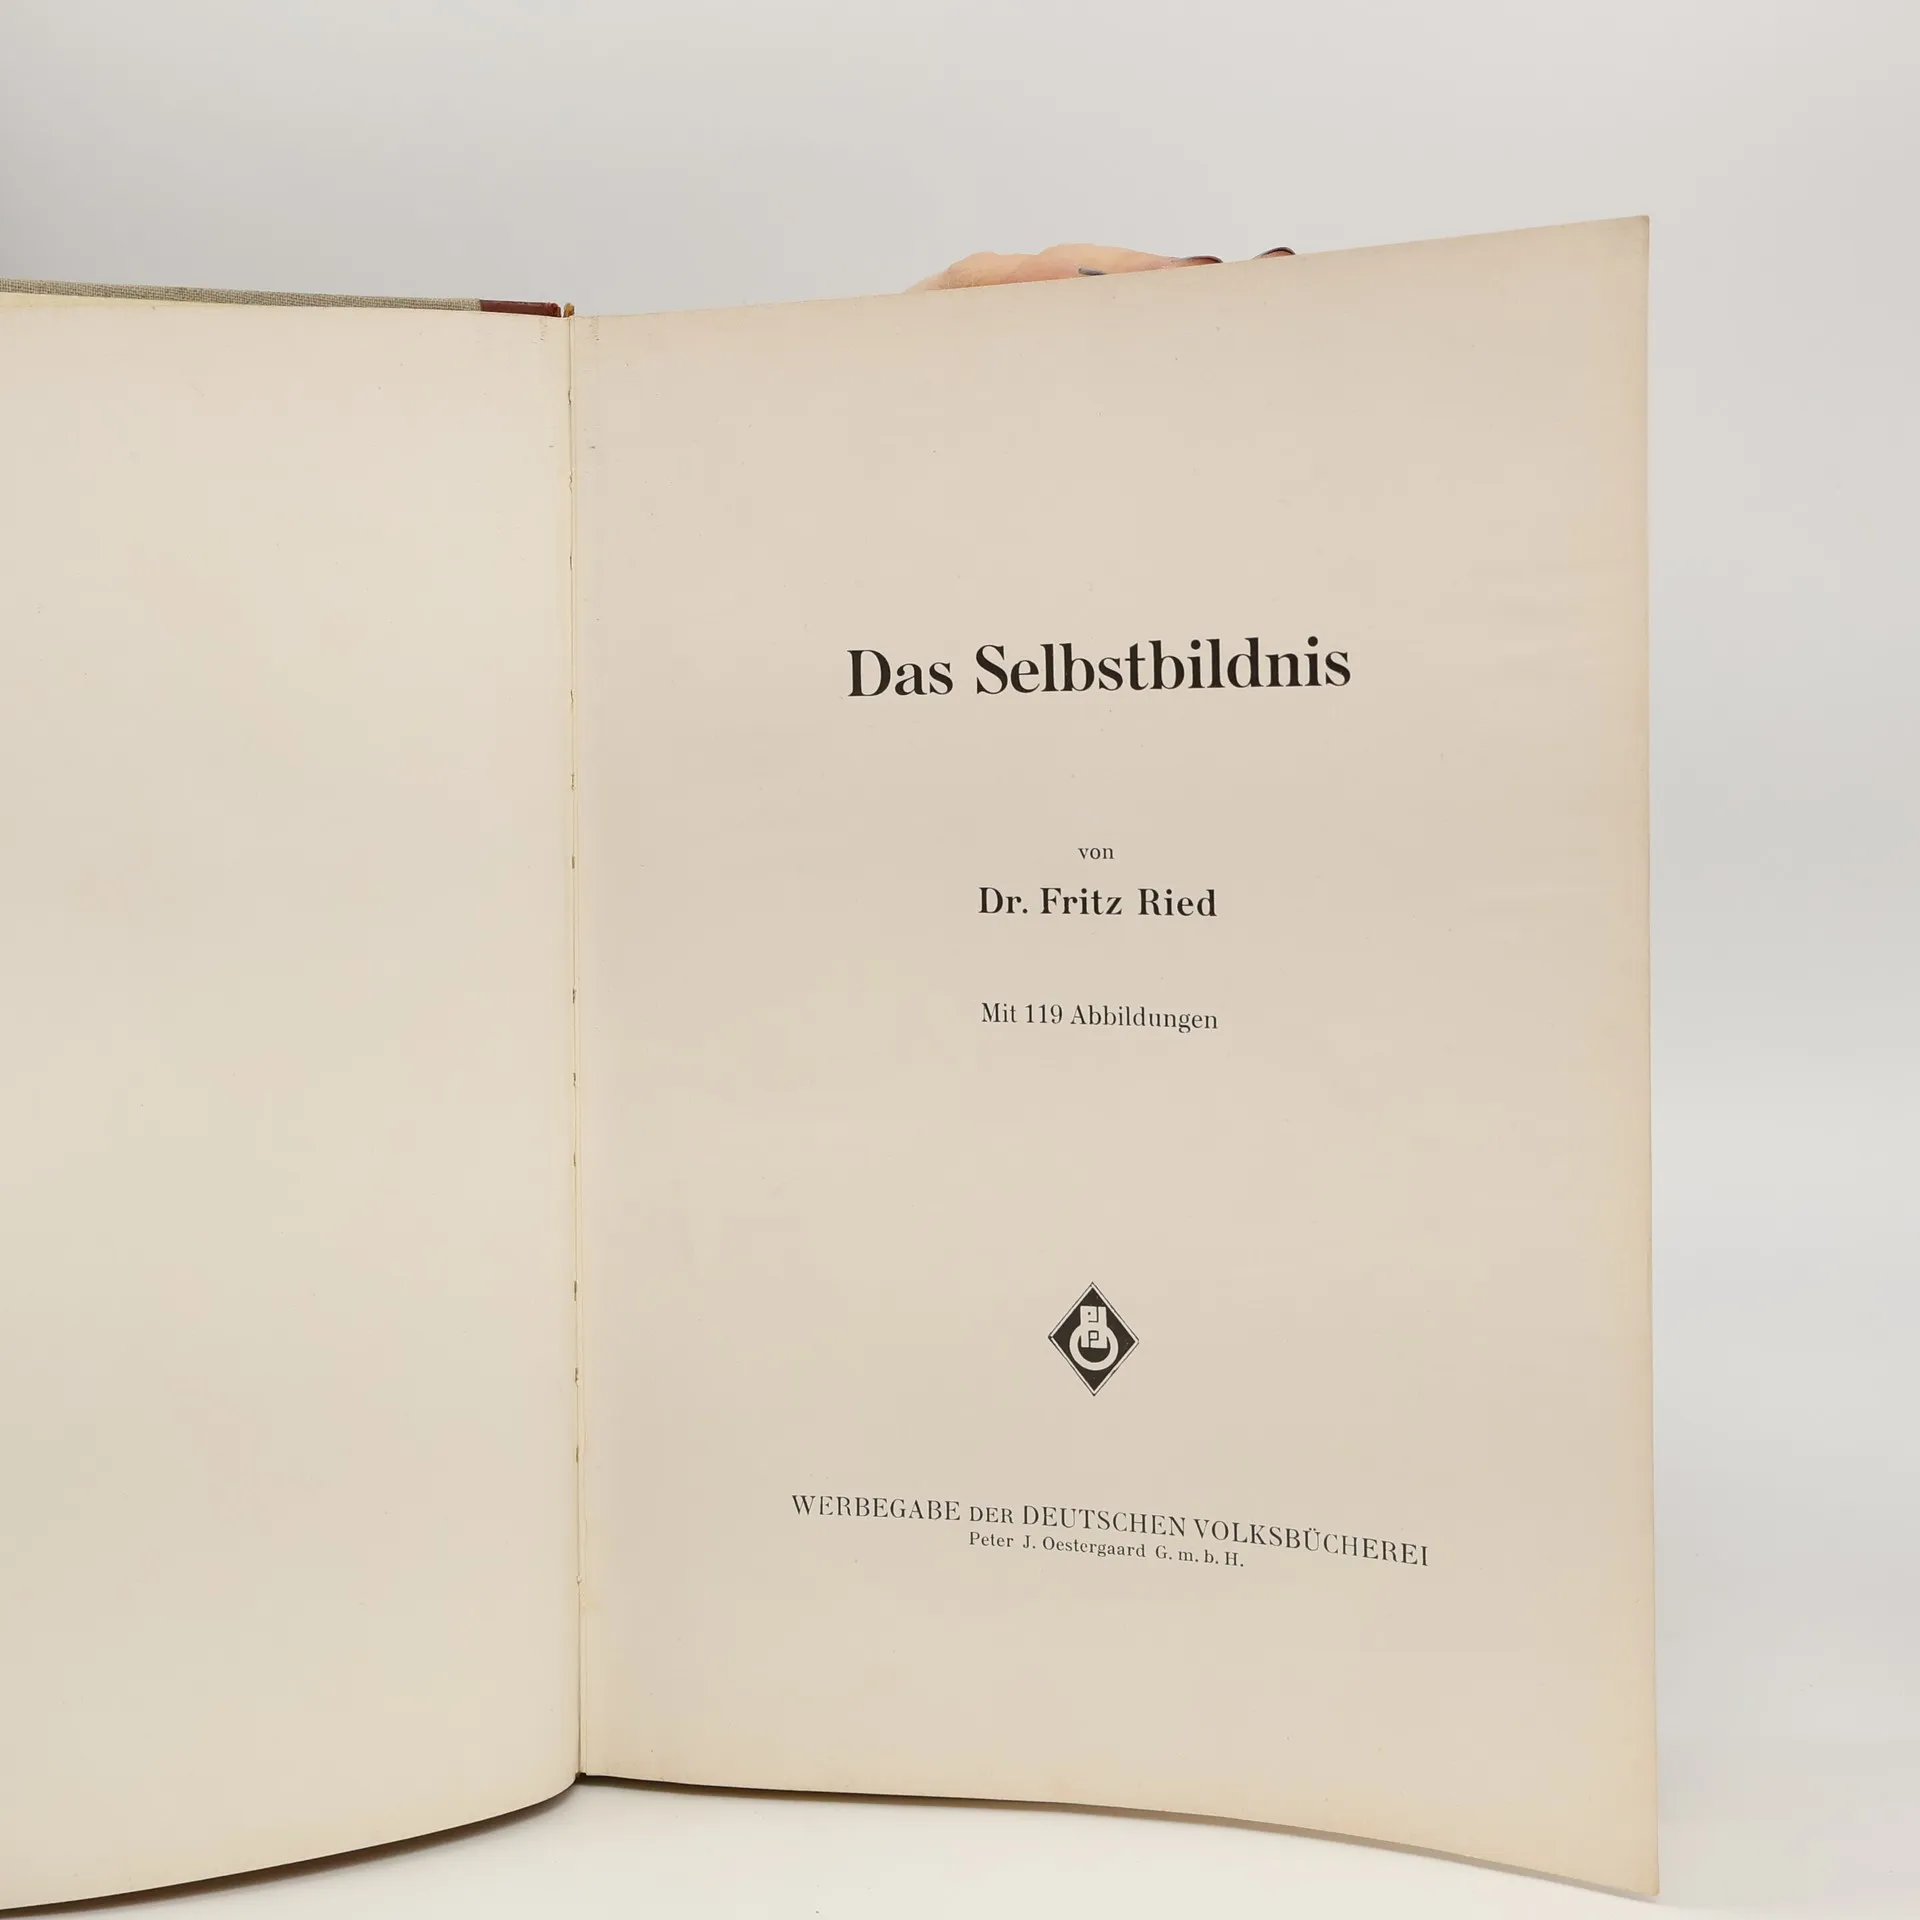 Das Selbstbildnis
von
Dr. Fritz Ried
Mit 119 Abbildungen
WERBEGABE DER DEUTSCHEN VOLKSBÜCHEREI
Peter J. Oestergaard G. m. b. H.